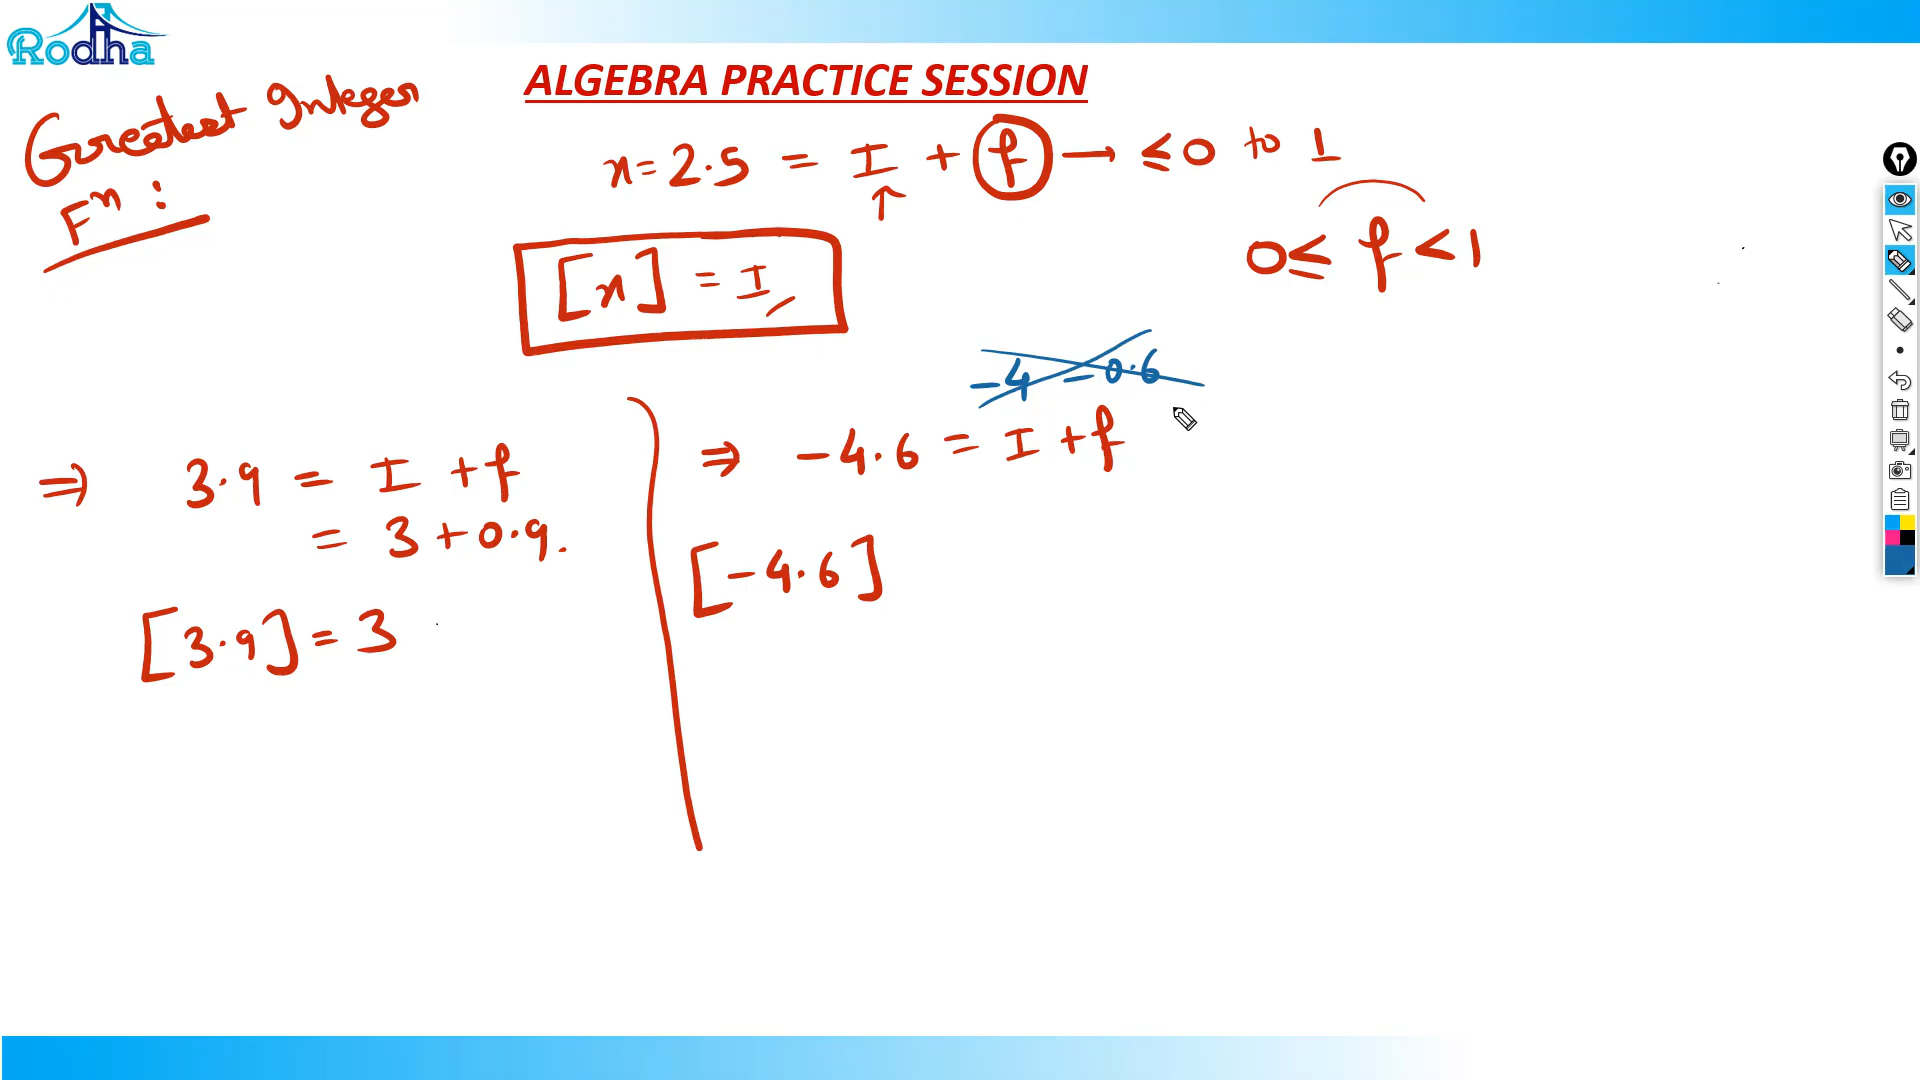 Rodha
ALGEBRA PRACTICE SESSION
Greatest Integer
Fⁿ :
x = 2.5 = I + f → ≤ 0 to 1
↑
0 ≤ f < 1
[x] = I
-4 - 0.6
⇒ 3.9 = I + f
= 3 + 0.9.
[3.9] = 3
⇒ -4.6 = I + f
[-4.6]